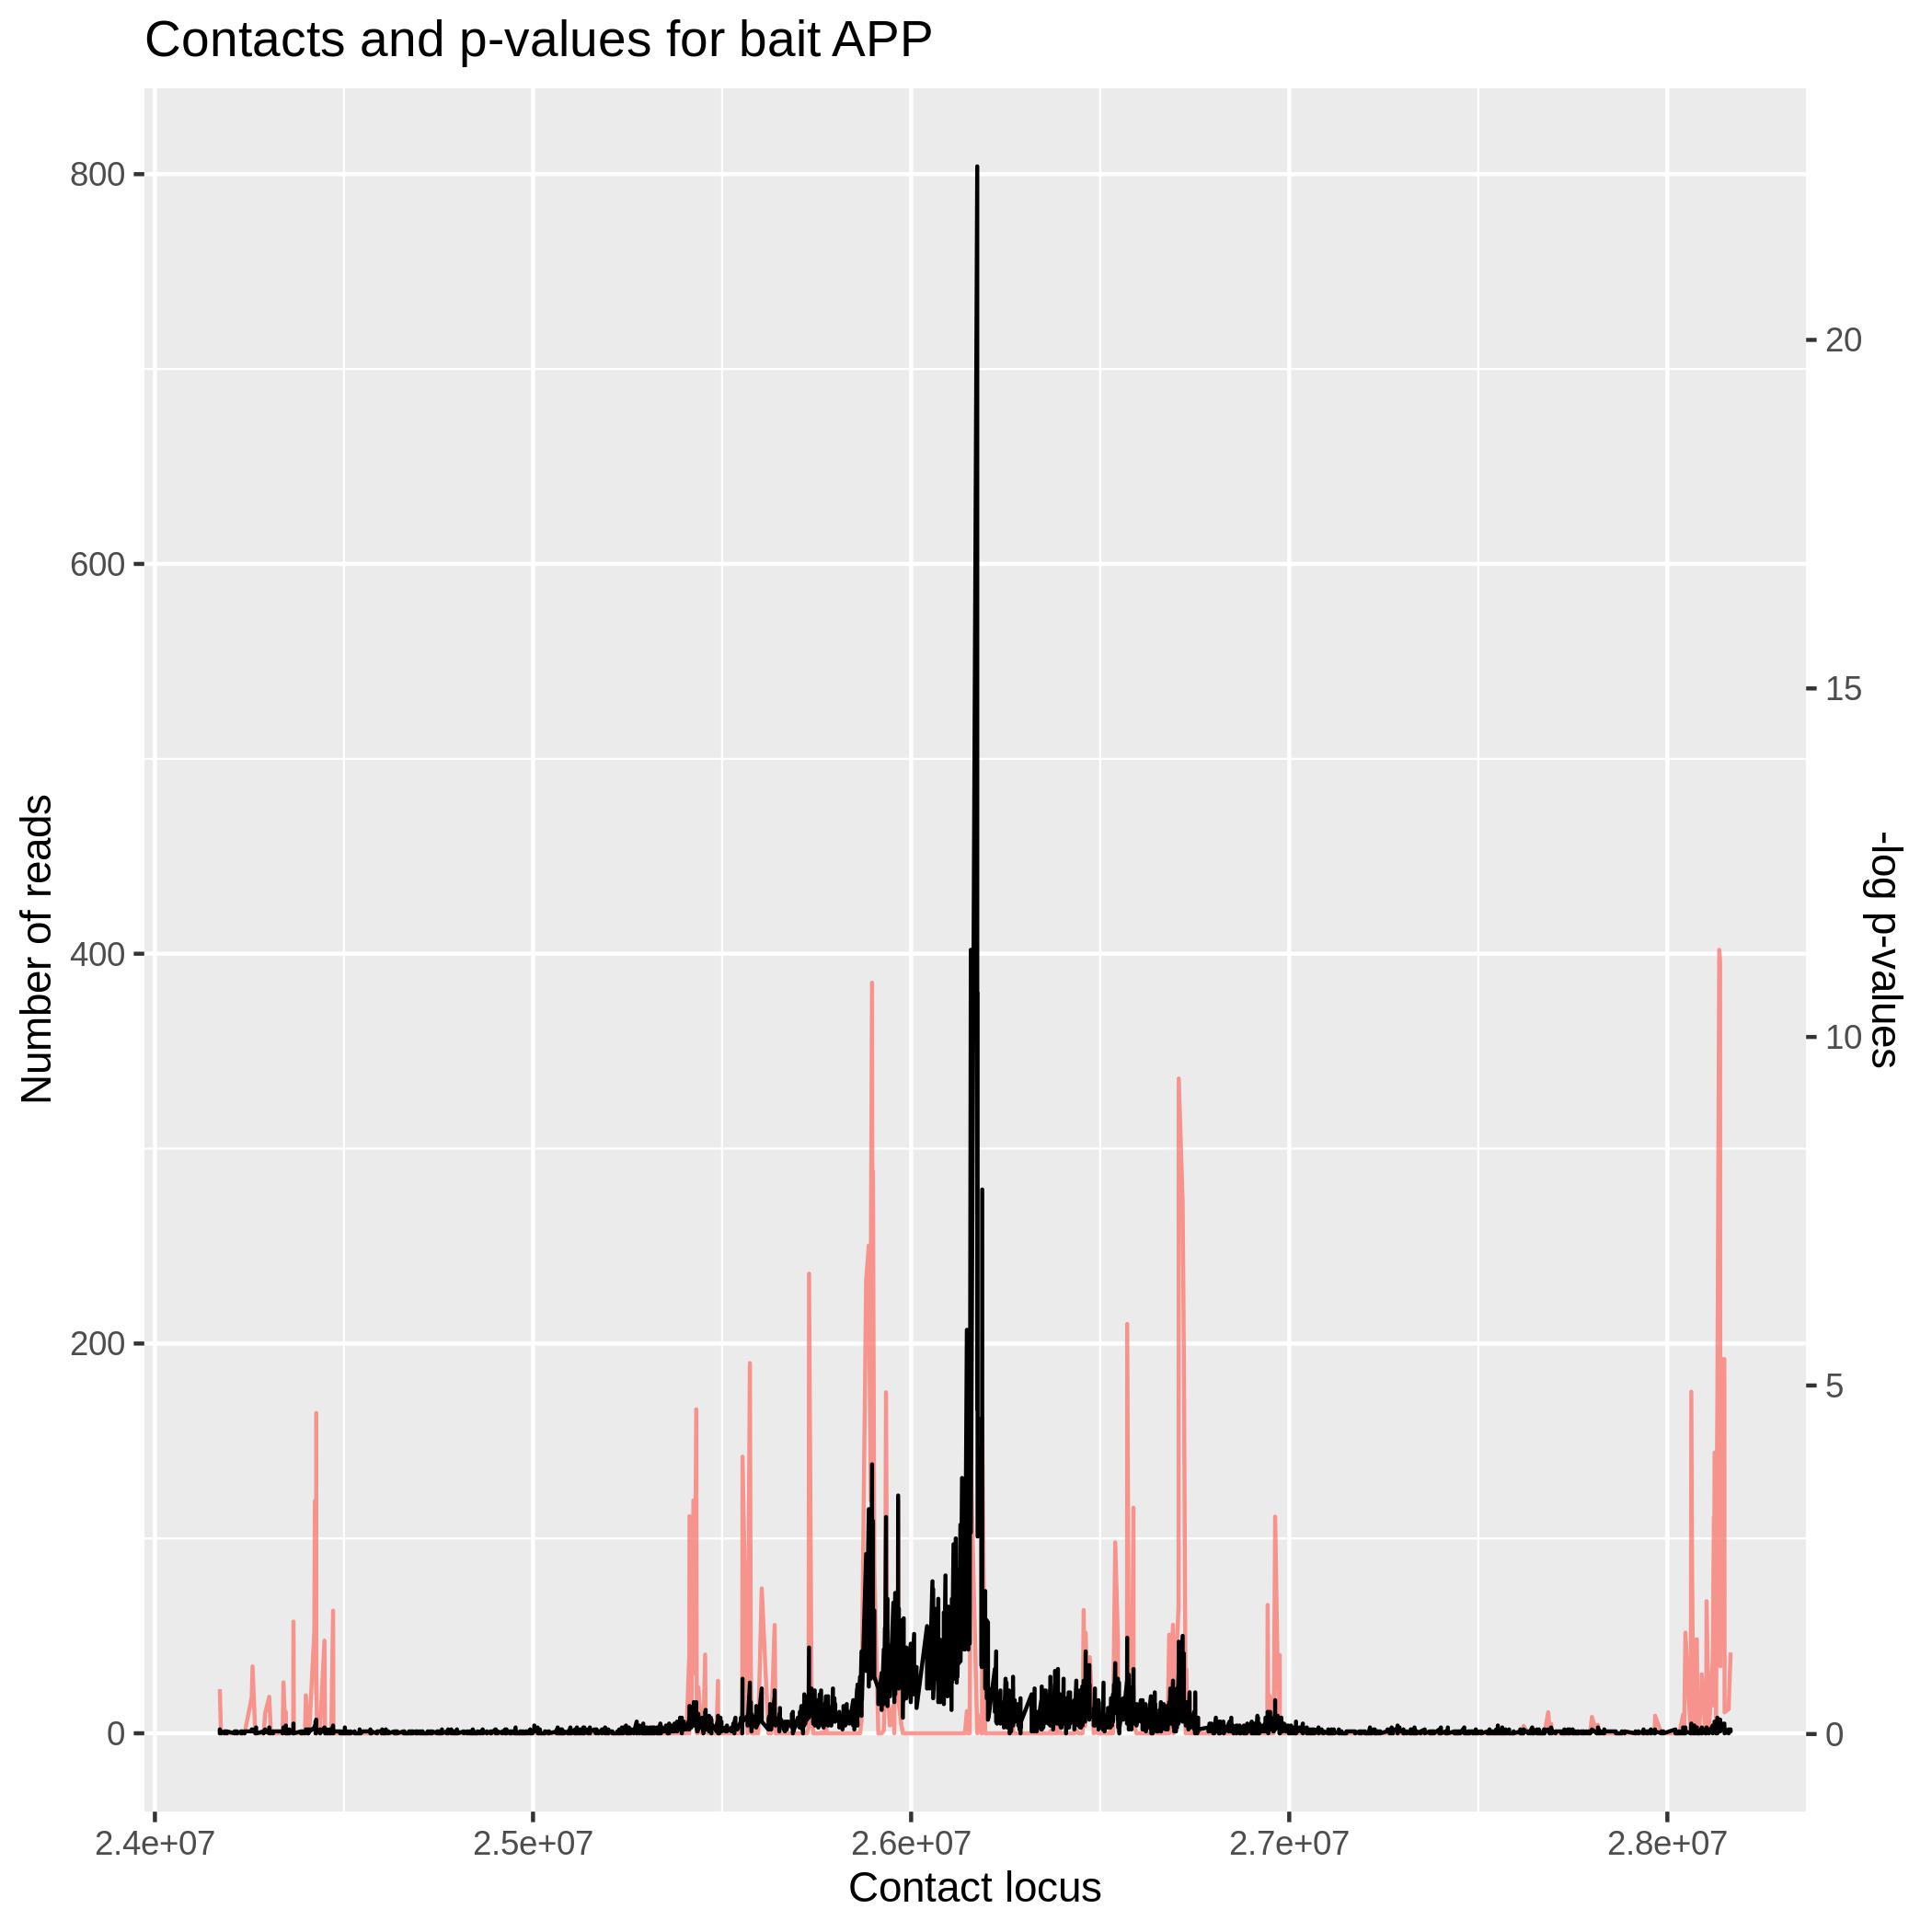 Contacts and p-values for bait APP
800
600
400
200
0
Number of reads
20
15
10
5
0
-log p-values
2.4e+07
2.5e+07
2.6e+07
2.7e+07
2.8e+07
Contact locus